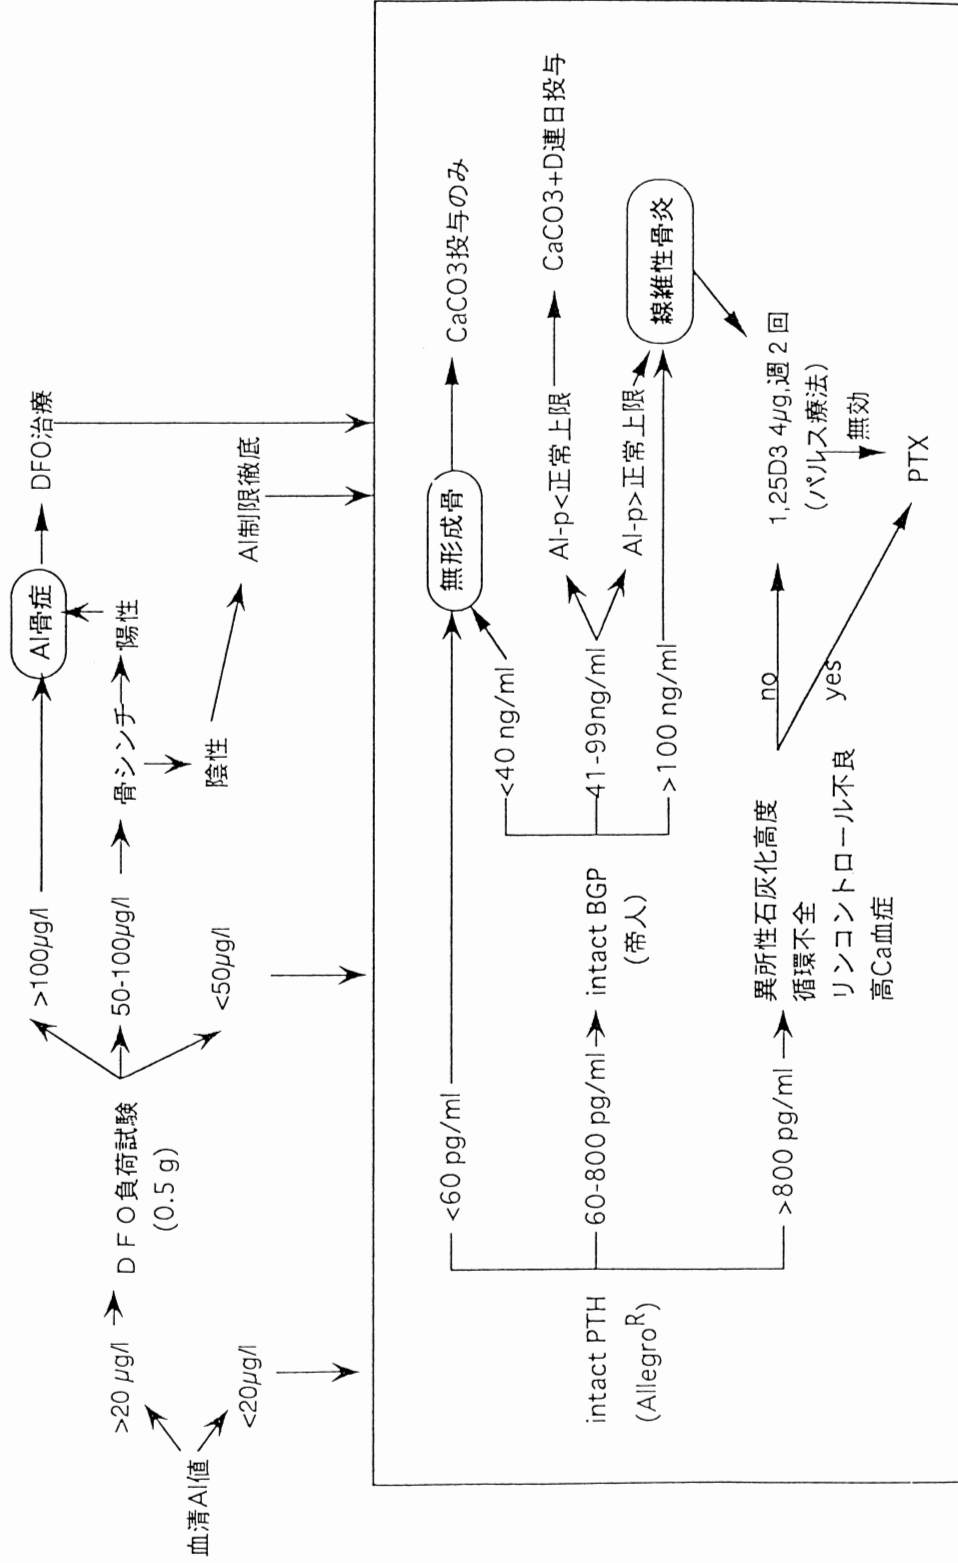 血清Al値
>20 μg/l
<20μg/l
DFO負荷試験
(0.5 g)
>100μg/l
50-100μg/l
<50μg/l
骨シンチ
陽性
陰性
Al骨症
DFO治療
Al制限徹底
intact PTH
(Allegro^R)
<60 pg/ml
60-800 pg/ml
>800 pg/ml
intact BGP
(帝人)
<40 ng/ml
41-99ng/ml
>100 ng/ml
無形成骨
CaCO3投与のみ
Al-p<正常上限
CaCO3+D連日投与
Al-p>正常上限
線維性骨炎
異所性石灰化高度
循環不全
リンコントロール不良
高Ca血症
no
yes
1,25D3 4μg,週2回
(パルス療法)
無効
PTX